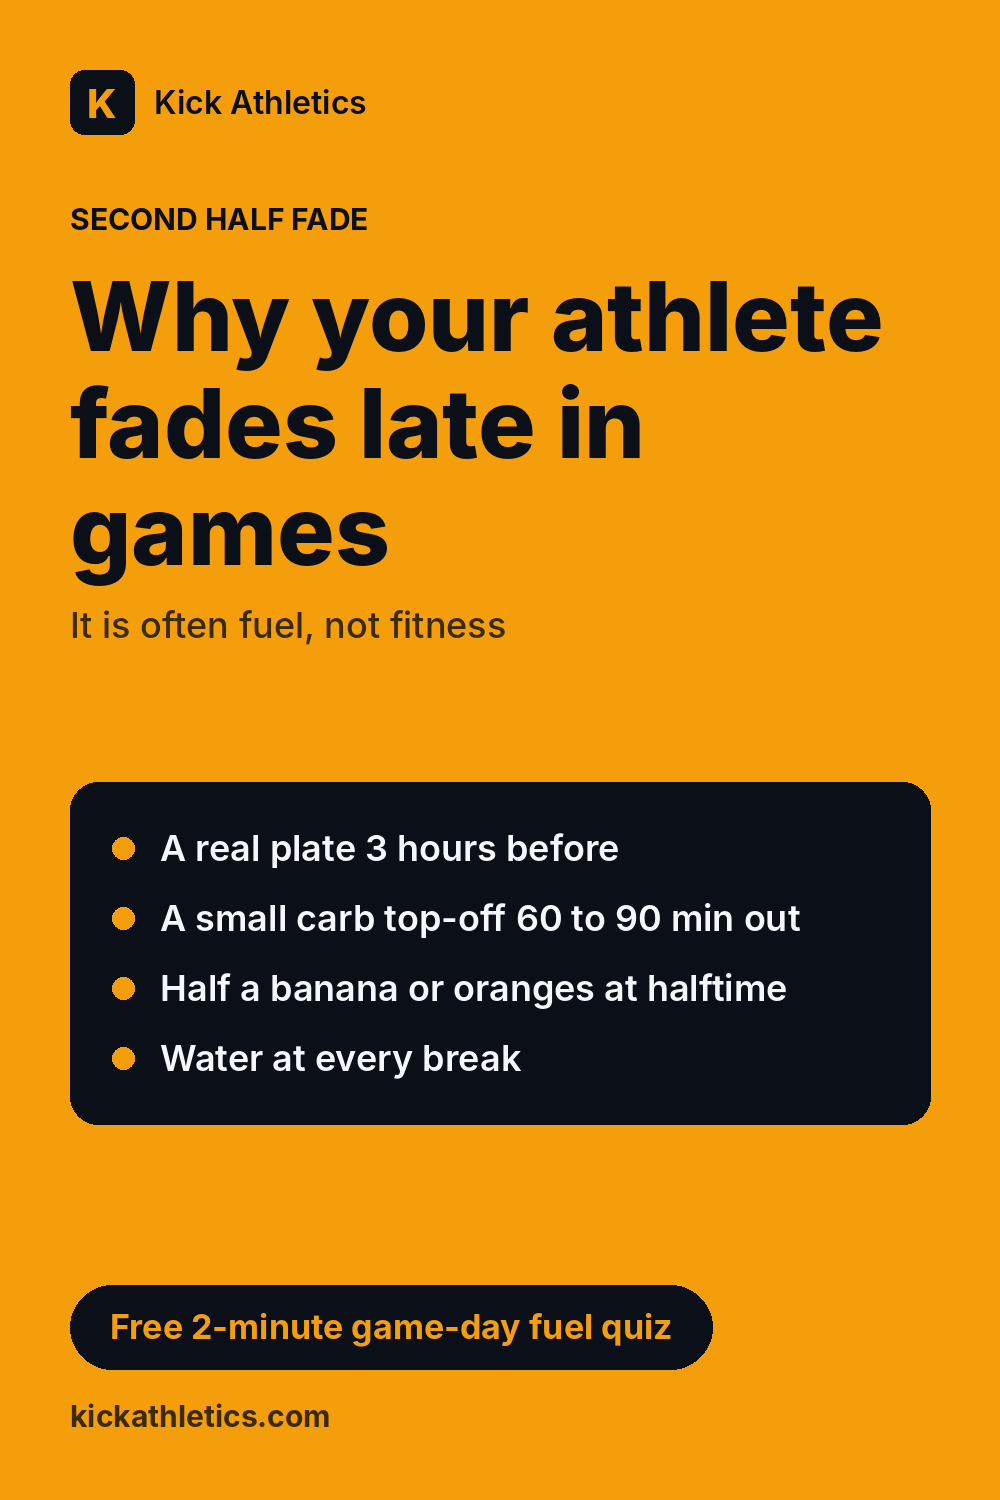 K
Kick Athletics
SECOND HALF FADE
Why your athlete
fades late in
games
It is often fuel, not fitness
A real plate 3 hours before
A small carb top-off 60 to 90 min out
Half a banana or oranges at halftime
Water at every break
Free 2-minute game-day fuel quiz
kickathletics.com